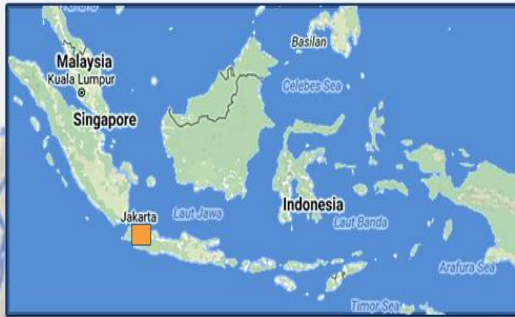 Basilan
Malaysia
Kuala Lumpur
Celebes Sea
Singapore
Indonesia
Jakarta
Laut Jawa
Laut Banda
Arafura Sea
Timor Sea